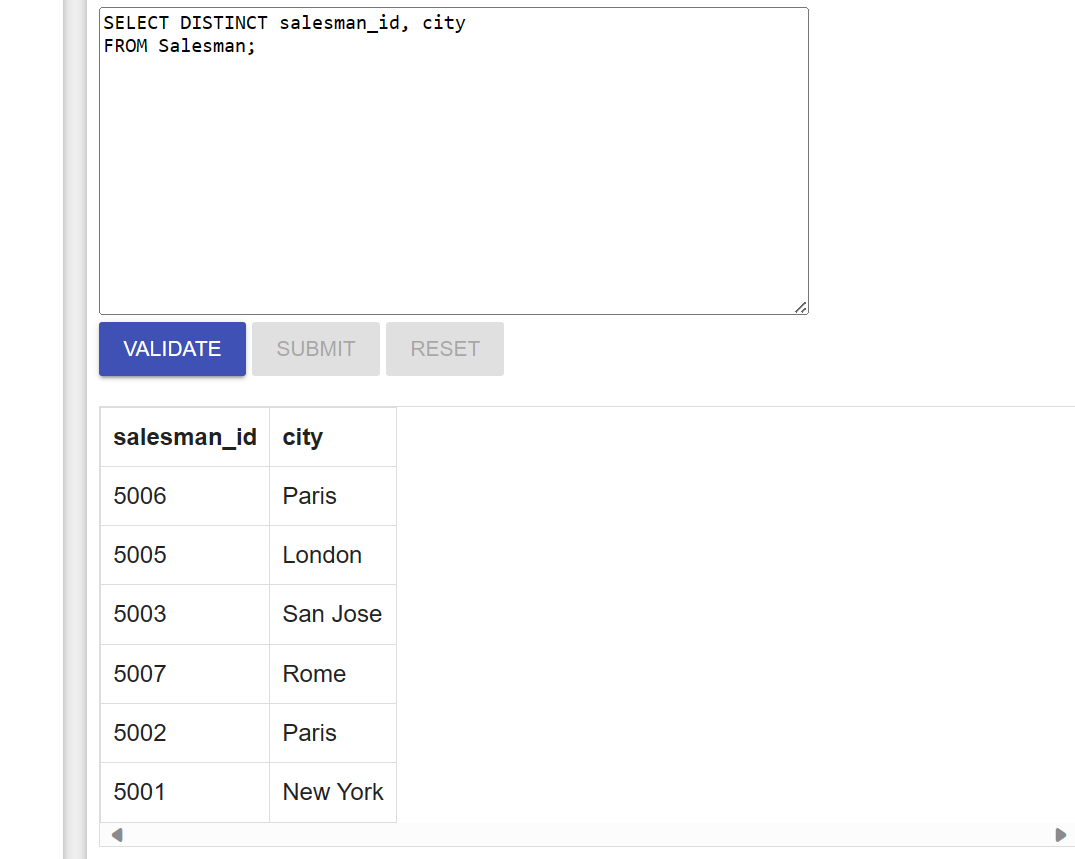 SELECT DISTINCT salesman_id, city
FROM Salesman;
VALIDATE SUBMIT RESET
salesman_id city
5006 Paris
5005 London
5003 San Jose
5007 Rome
5002 Paris
5001 New York